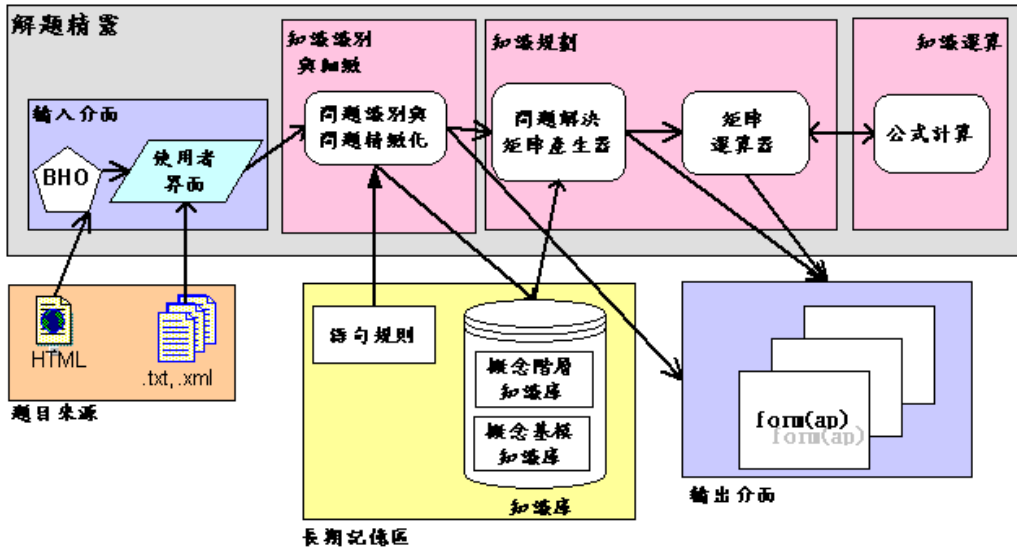 解題精靈
知識識別
與細緻
知識規劃
知識運算
輸入介面
BHO
使用者
界面
問題識別與
問題精緻化
問題解決
矩陣產生器
矩陣
運算器
公式計算
HTML
.txt, .xml
題目來源
語句規則
概念階層
知識庫
概念基模
知識庫
知識庫
長期記憶區
form(ap)
form(ap)
輸出介面